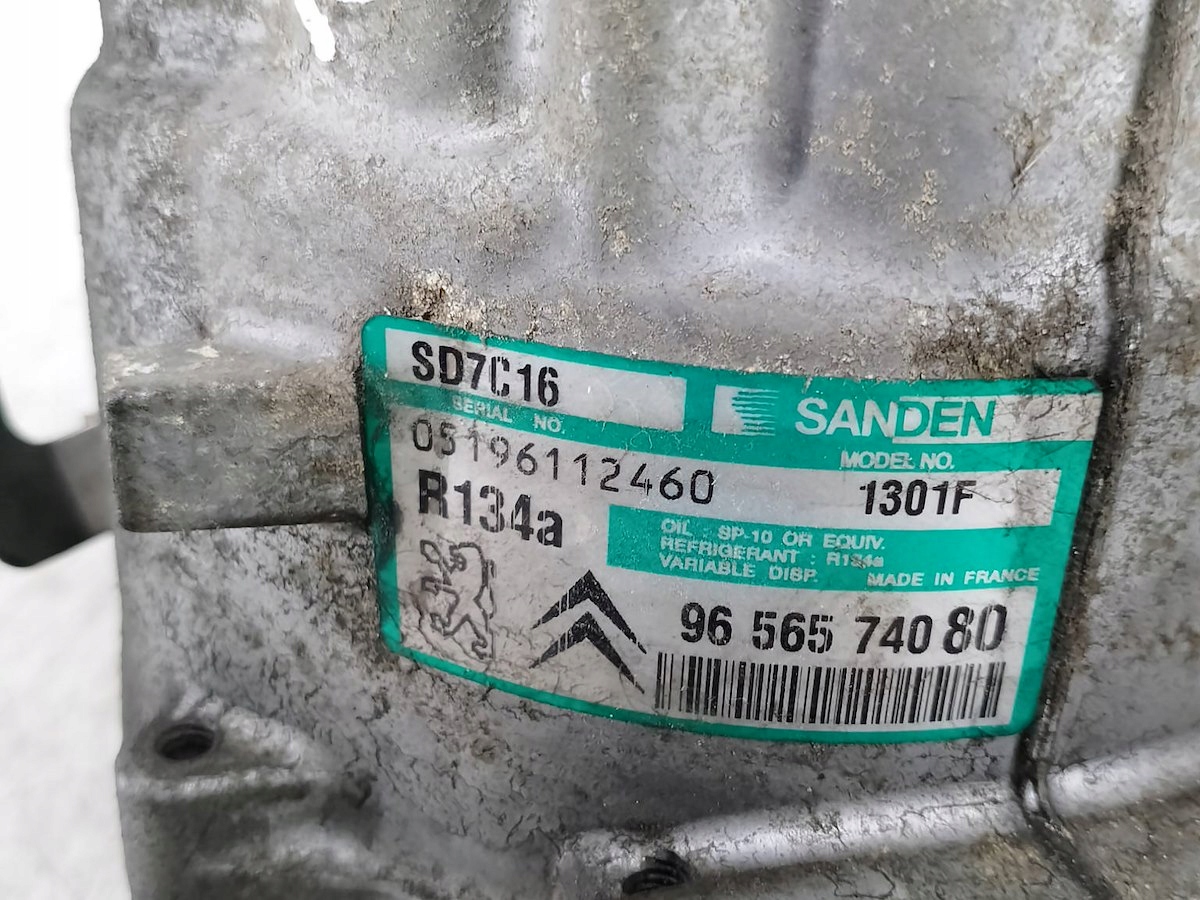 SD7C16
SANDEN
SERIAL NO.
MODEL NO.
05196112460
1301F
R134a
OIL : SP-10 OR EQUIV.
REFRIGERANT : R134a
VARIABLE DISP. MADE IN FRANCE
96 565 740 80